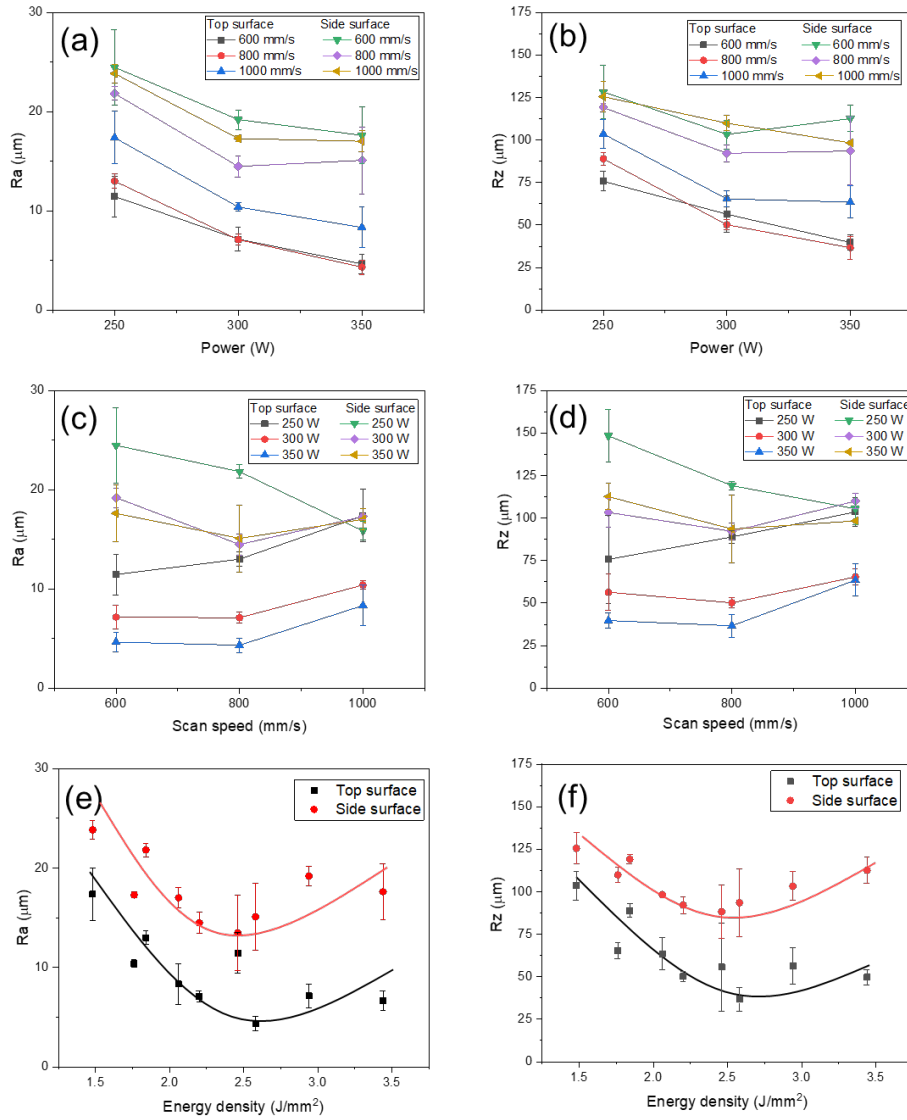 (a)
Top surface Side surface
600 mm/s 600 mm/s
800 mm/s 800 mm/s
1000 mm/s 1000 mm/s
30
20
10
0
Ra (μm)
250 300 350
Power (W)
(b)
Top surface Side surface
600 mm/s 600 mm/s
800 mm/s 800 mm/s
1000 mm/s 1000 mm/s
175
150
125
100
75
50
25
0
Rz (μm)
250 300 350
Power (W)
(c)
Top surface Side surface
250 W 250 W
300 W 300 W
350 W 350 W
30
20
10
0
Ra (μm)
600 800 1000
Scan speed (mm/s)
(d)
Top surface Side surface
250 W 250 W
300 W 300 W
350 W 350 W
175
150
125
100
75
50
25
0
Rz (μm)
600 800 1000
Scan speed (mm/s)
(e)
Top surface
Side surface
30
20
10
0
Ra (μm)
1.5 2.0 2.5 3.0 3.5
Energy density (J/mm²)
(f)
Top surface
Side surface
175
150
125
100
75
50
25
0
Rz (μm)
1.5 2.0 2.5 3.0 3.5
Energy density (J/mm²)